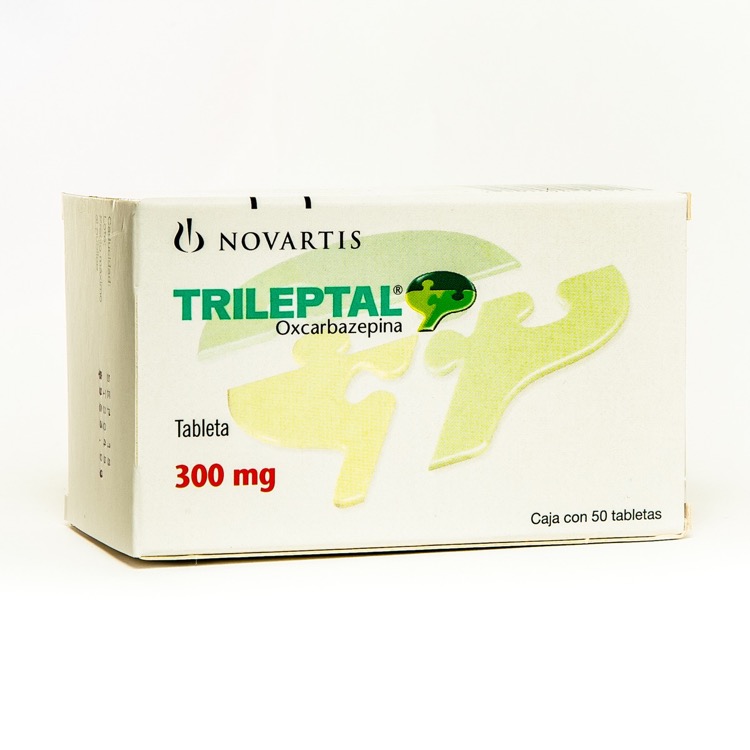 NOVARTIS
TRILEPTAL®
Oxcarbazepina
Tableta
300 mg
Caja con 50 tabletas